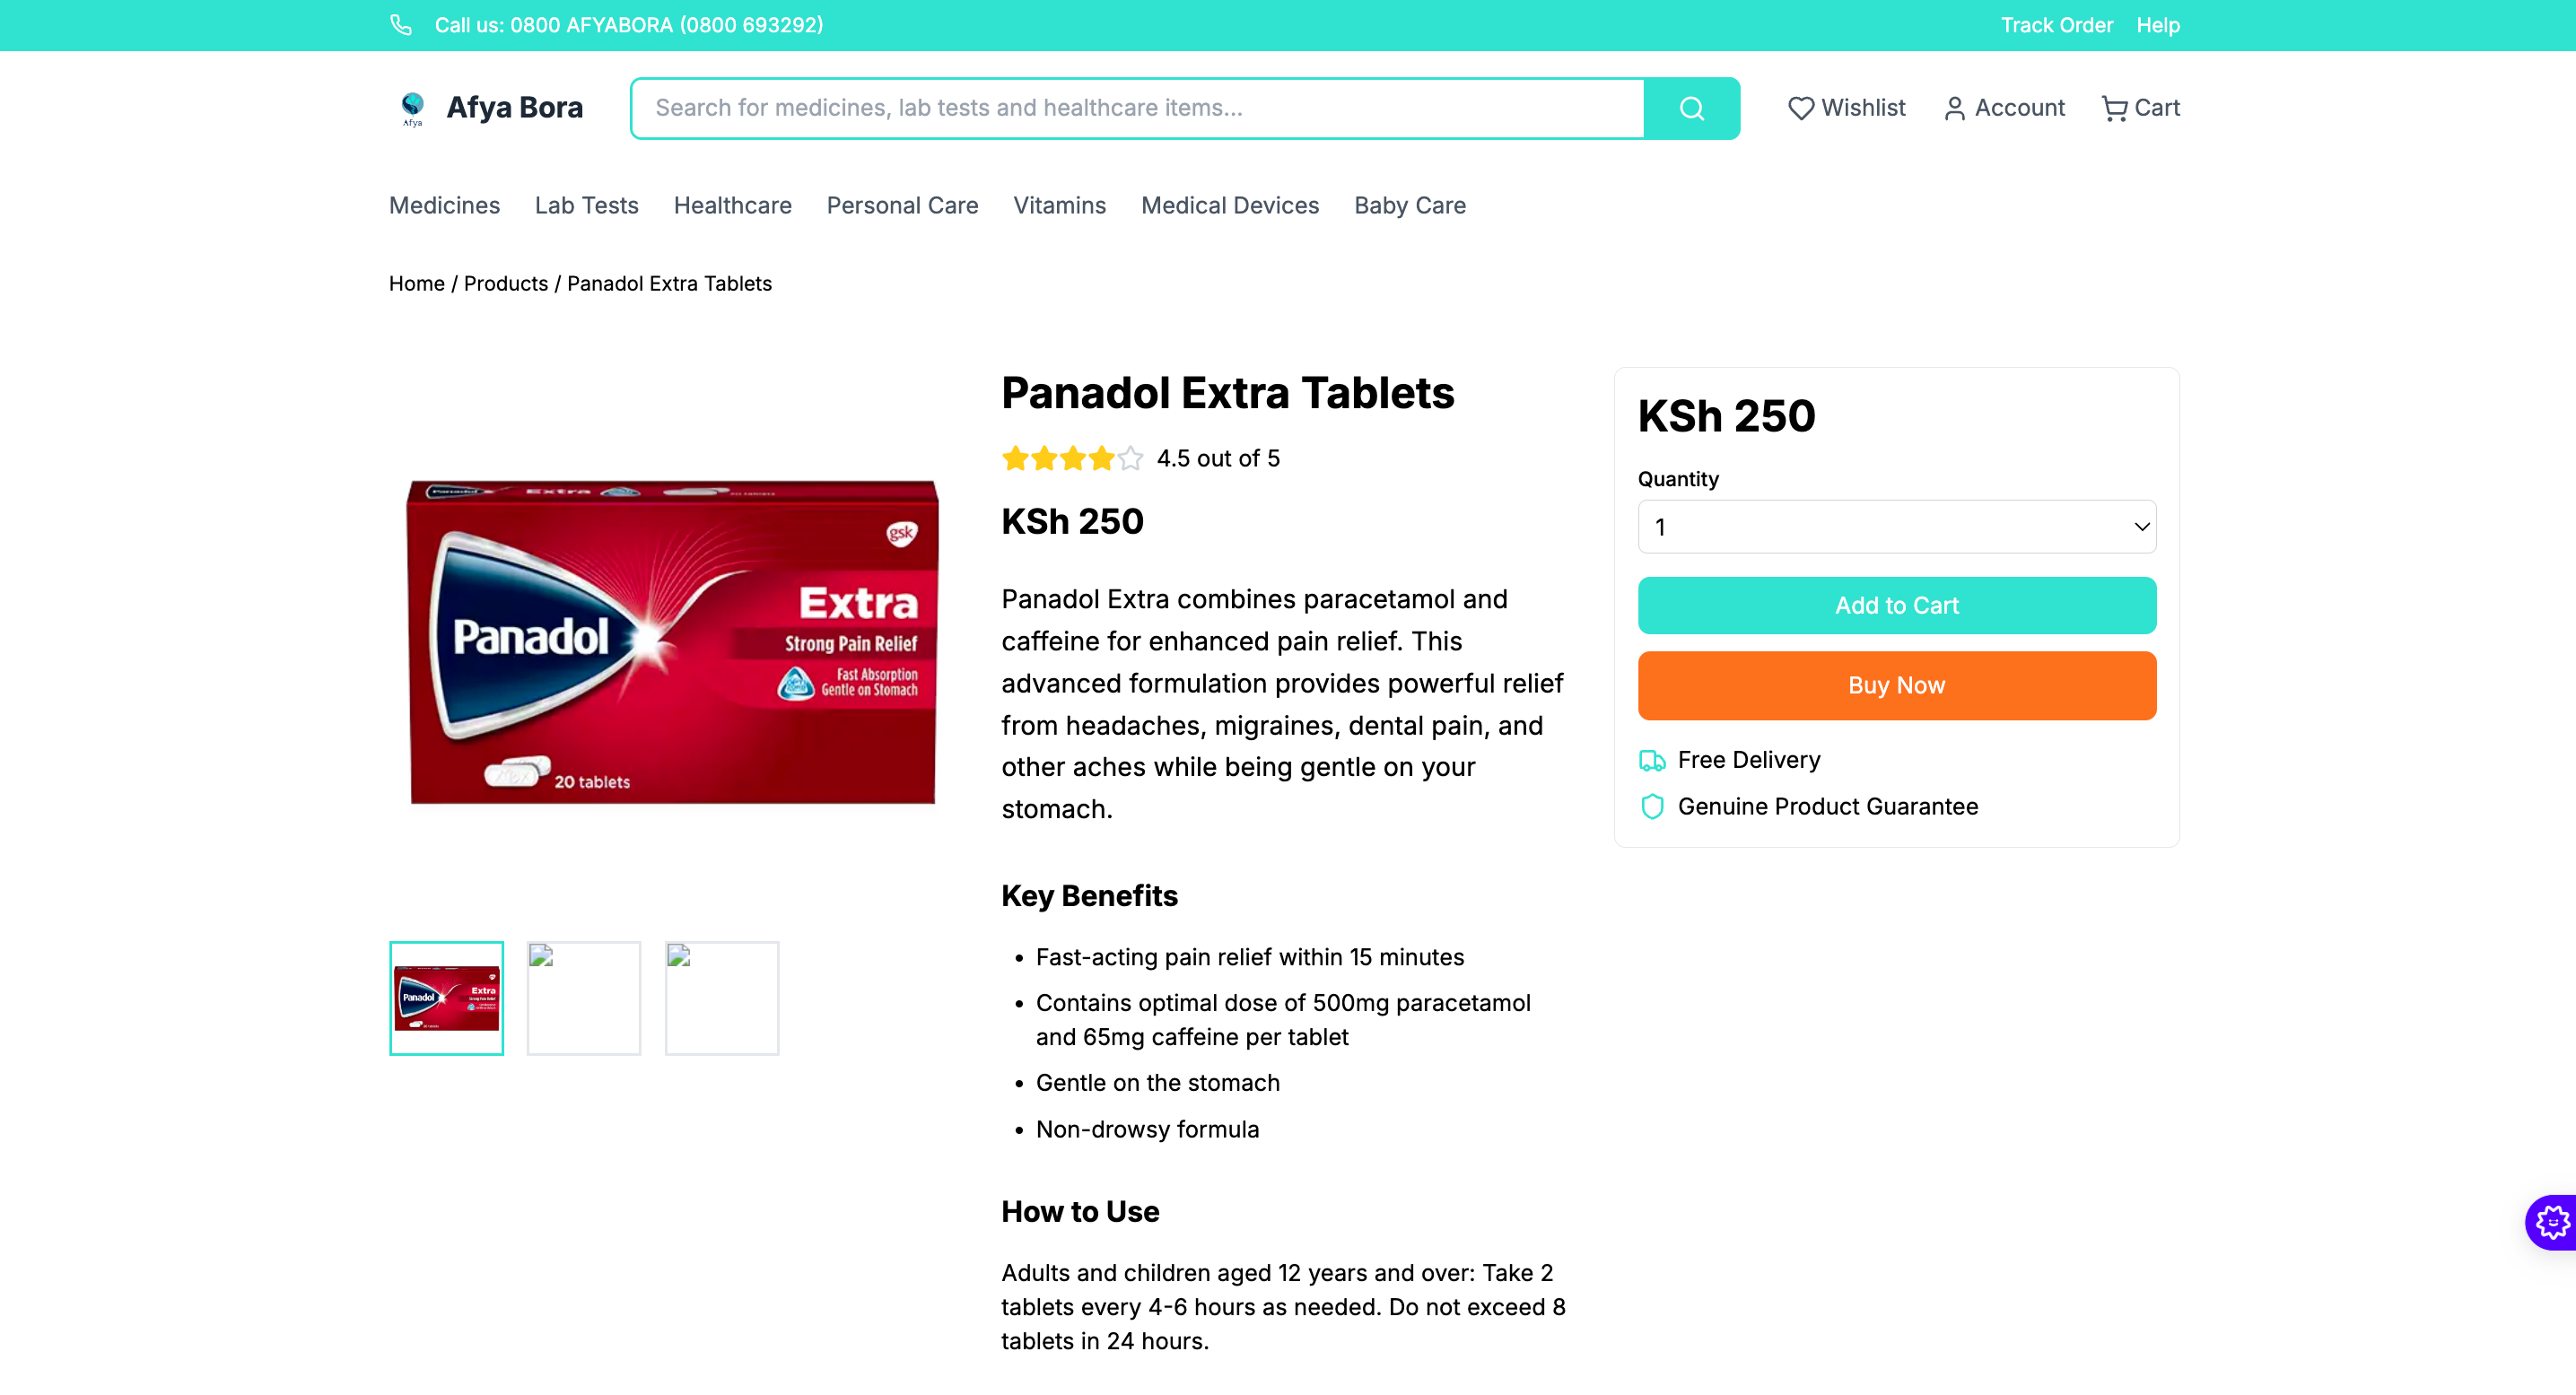 Call us: 0800 AFYABORA (0800 693292)
Track Order
Help
Afya
Afya Bora
Search for medicines, lab tests and healthcare items...
Wishlist
Account
Cart
Medicines
Lab Tests
Healthcare
Personal Care
Vitamins
Medical Devices
Baby Care
Home / Products / Panadol Extra Tablets
Panadol
Extra
gsk
Extra
Panadol
Strong Pain Relief
Fast Absorption
Gentle on Stomach
20 tablets
Panadol
Extra
Panadol Extra Tablets
4.5 out of 5
KSh 250
Panadol Extra combines paracetamol and
caffeine for enhanced pain relief. This
advanced formulation provides powerful relief
from headaches, migraines, dental pain, and
other aches while being gentle on your
stomach.
Key Benefits
• Fast-acting pain relief within 15 minutes
• Contains optimal dose of 500mg paracetamol
and 65mg caffeine per tablet
• Gentle on the stomach
• Non-drowsy formula
How to Use
Adults and children aged 12 years and over: Take 2
tablets every 4-6 hours as needed. Do not exceed 8
tablets in 24 hours.
KSh 250
Quantity
1
Add to Cart
Buy Now
Free Delivery
Genuine Product Guarantee